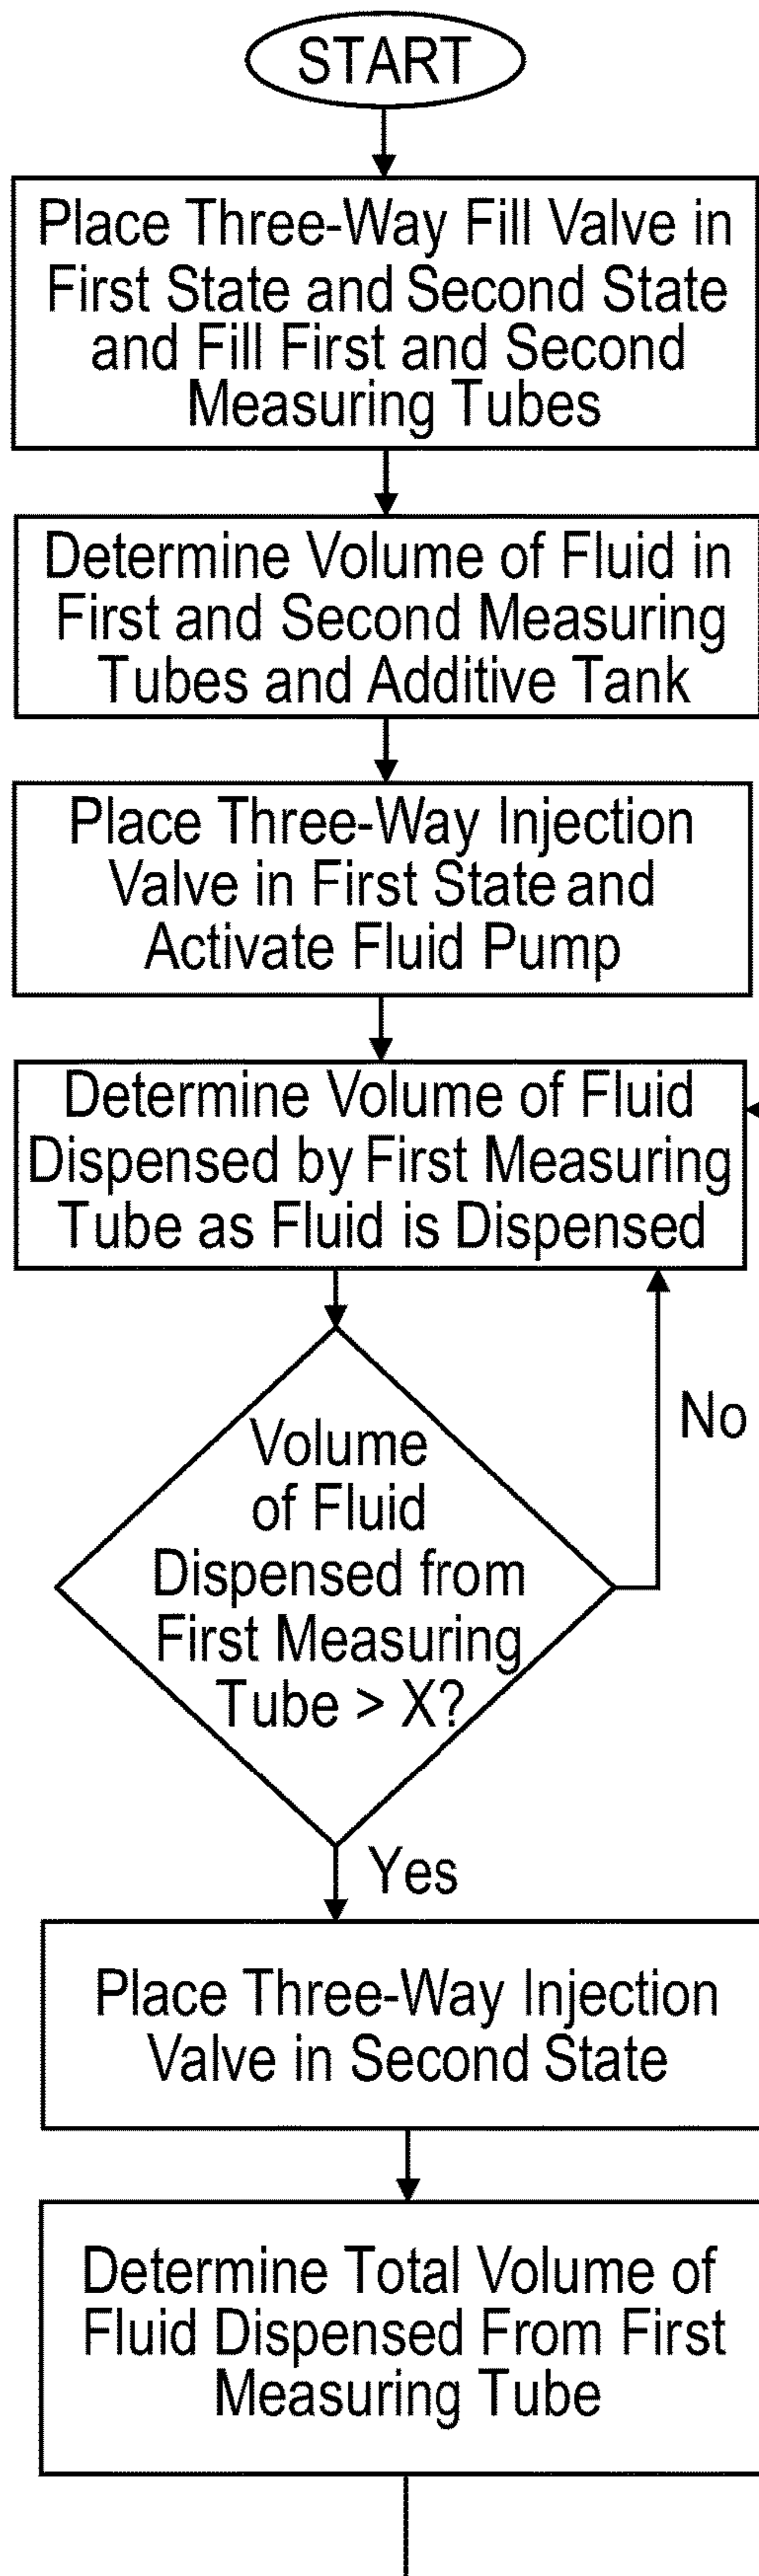 START
Place Three-Way Fill Valve in
First State and Second State
and Fill First and Second
Measuring Tubes
Determine Volume of Fluid in
First and Second Measuring
Tubes and Additive Tank
Place Three-Way Injection
Valve in First State and
Activate Fluid Pump
Determine Volume of Fluid
Dispensed by First Measuring
Tube as Fluid is Dispensed
Volume
of Fluid
Dispensed from
First Measuring
Tube > X?
No
Yes
Place Three-Way Injection
Valve in Second State
Determine Total Volume of
Fluid Dispensed From First
Measuring Tube